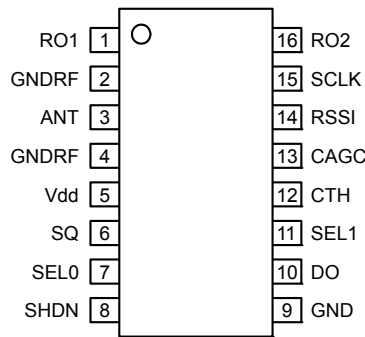 RO1 1 16 RO2
GNDRF 2 15 SCLK
ANT 3 14 RSSI
GNDRF 4 13 CAGC
Vdd 5 12 CTH
SQ 6 11 SEL1
SEL0 7 10 DO
SHDN 8 9 GND